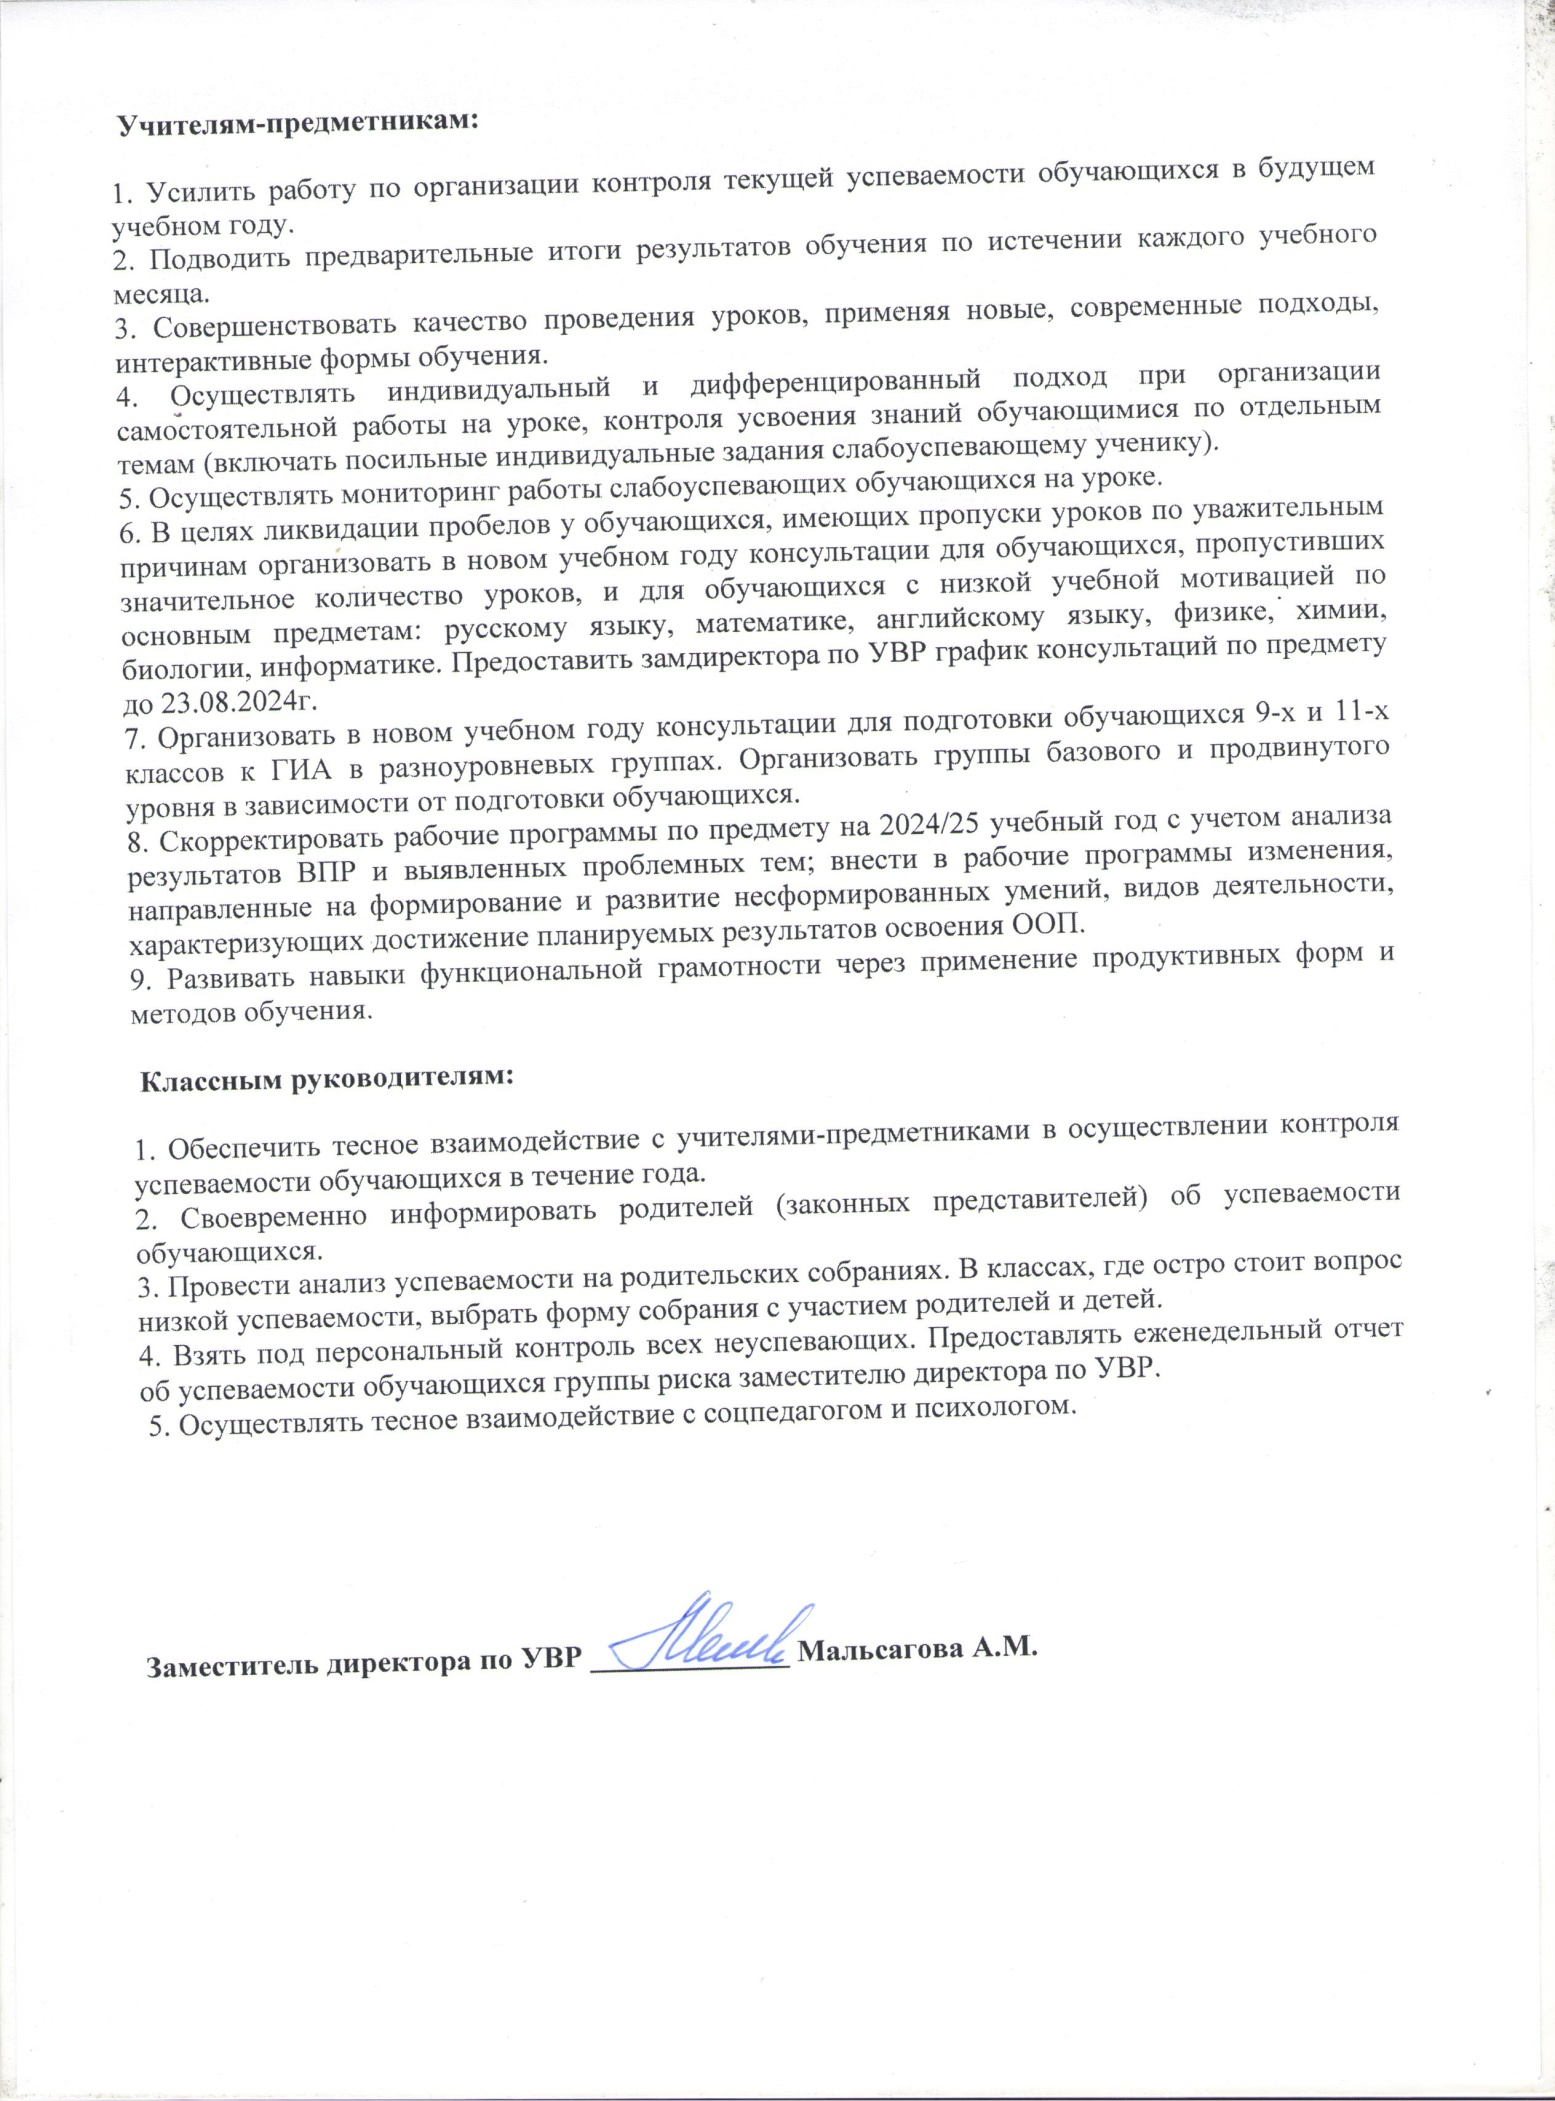 Учителям-предметникам:
1. Усилить работу по организации контроля текущей успеваемости обучающихся в будущем
учебном году.
2. Подводить предварительные итоги результатов обучения по истечении каждого учебного
месяца.
3. Совершенствовать качество проведения уроков, применяя новые, современные подходы,
интерактивные формы обучения.
4. Осуществлять индивидуальный и дифференцированный подход при организации
самостоятельной работы на уроке, контроля усвоения знаний обучающимися по отдельным
темам (включать посильные индивидуальные задания слабоуспевающему ученику).
5. Осуществлять мониторинг работы слабоуспевающих обучающихся на уроке.
6. В целях ликвидации пробелов у обучающихся, имеющих пропуски уроков по уважительным
причинам организовать в новом учебном году консультации для обучающихся, пропустивших
значительное количество уроков, и для обучающихся с низкой учебной мотивацией по
основным предметам: русскому языку, математике, английскому языку, физике, химии,
биологии, информатике. Предоставить замдиректора по УВР график консультаций по предмету
до 23.08.2024г.
7. Организовать в новом учебном году консультации для подготовки обучающихся 9-х и 11-х
классов к ГИА в разноуровневых группах. Организовать группы базового и продвинутого
уровня в зависимости от подготовки обучающихся.
8. Скорректировать рабочие программы по предмету на 2024/25 учебный год с учетом анализа
результатов ВПР и выявленных проблемных тем; внести в рабочие программы изменения,
направленные на формирование и развитие несформированных умений, видов деятельности,
характеризующих достижение планируемых результатов освоения ООП.
9. Развивать навыки функциональной грамотности через применение продуктивных форм и
методов обучения.
Классным руководителям:
1. Обеспечить тесное взаимодействие с учителями-предметниками в осуществлении контроля
успеваемости обучающихся в течение года.
2. Своевременно информировать родителей (законных представителей) об успеваемости
обучающихся.
3. Провести анализ успеваемости на родительских собраниях. В классах, где остро стоит вопрос
низкой успеваемости, выбрать форму собрания с участием родителей и детей.
4. Взять под персональный контроль всех неуспевающих. Предоставлять еженедельный отчет
об успеваемости обучающихся группы риска заместителю директора по УВР.
5. Осуществлять тесное взаимодействие с соцпедагогом и психологом.
Заместитель директора по УВР ______________ Мальсагова А.М.